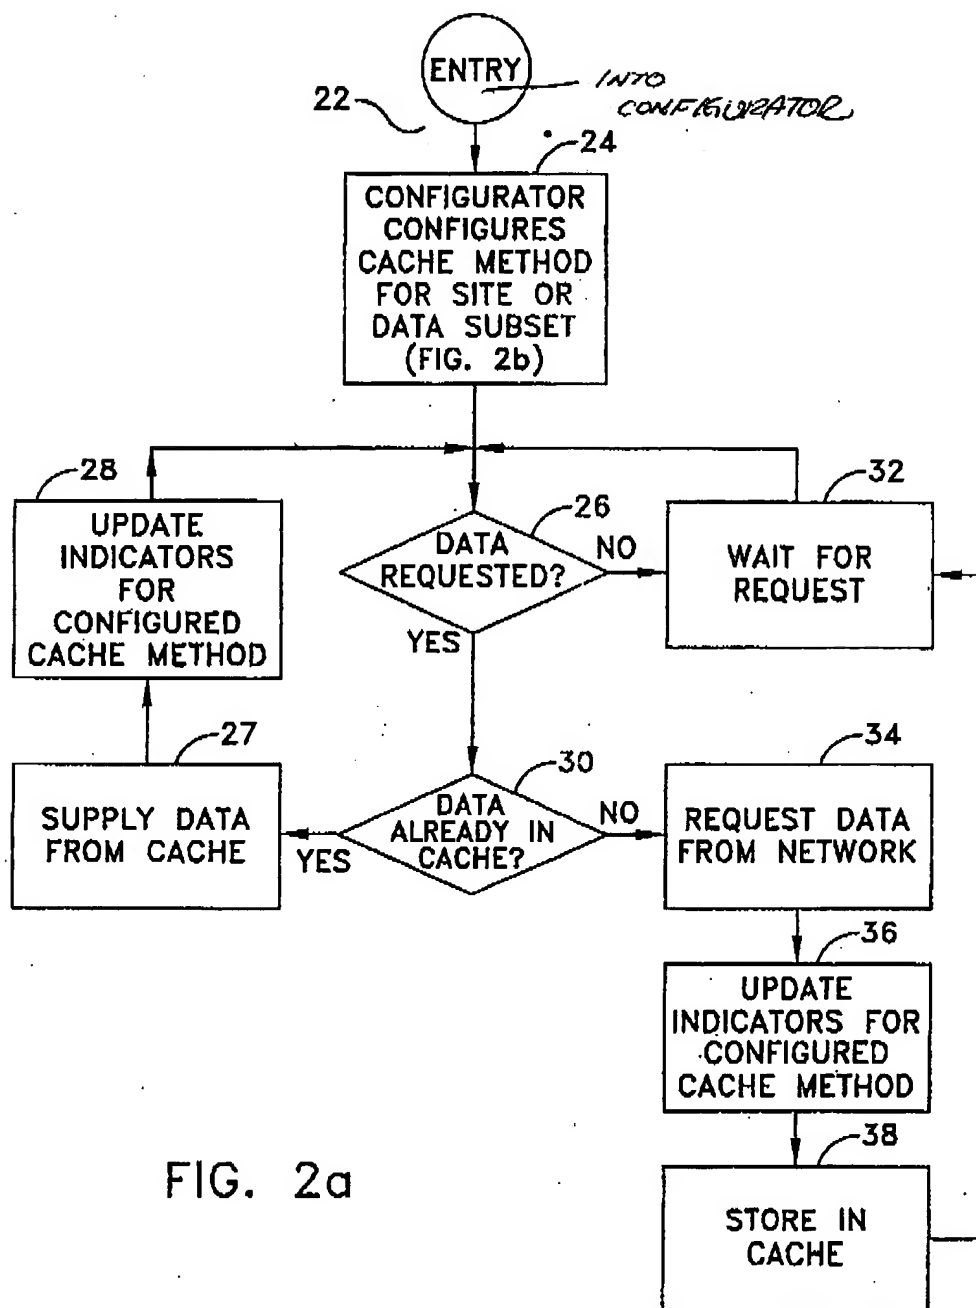 ENTRY
INTO
CONFIGURATOR
22
24
CONFIGURATOR
CONFIGURES
CACHE METHOD
FOR SITE OR
DATA SUBSET
(FIG. 2b)
28
UPDATE
INDICATORS
FOR
CONFIGURED
CACHE METHOD
26
DATA
REQUESTED?
NO
YES
32
WAIT FOR
REQUEST
27
SUPPLY DATA
FROM CACHE
30
DATA
ALREADY IN
CACHE?
YES
NO
34
REQUEST DATA
FROM NETWORK
36
UPDATE
INDICATORS FOR
CONFIGURED
CACHE METHOD
38
STORE IN
CACHE
FIG. 2a